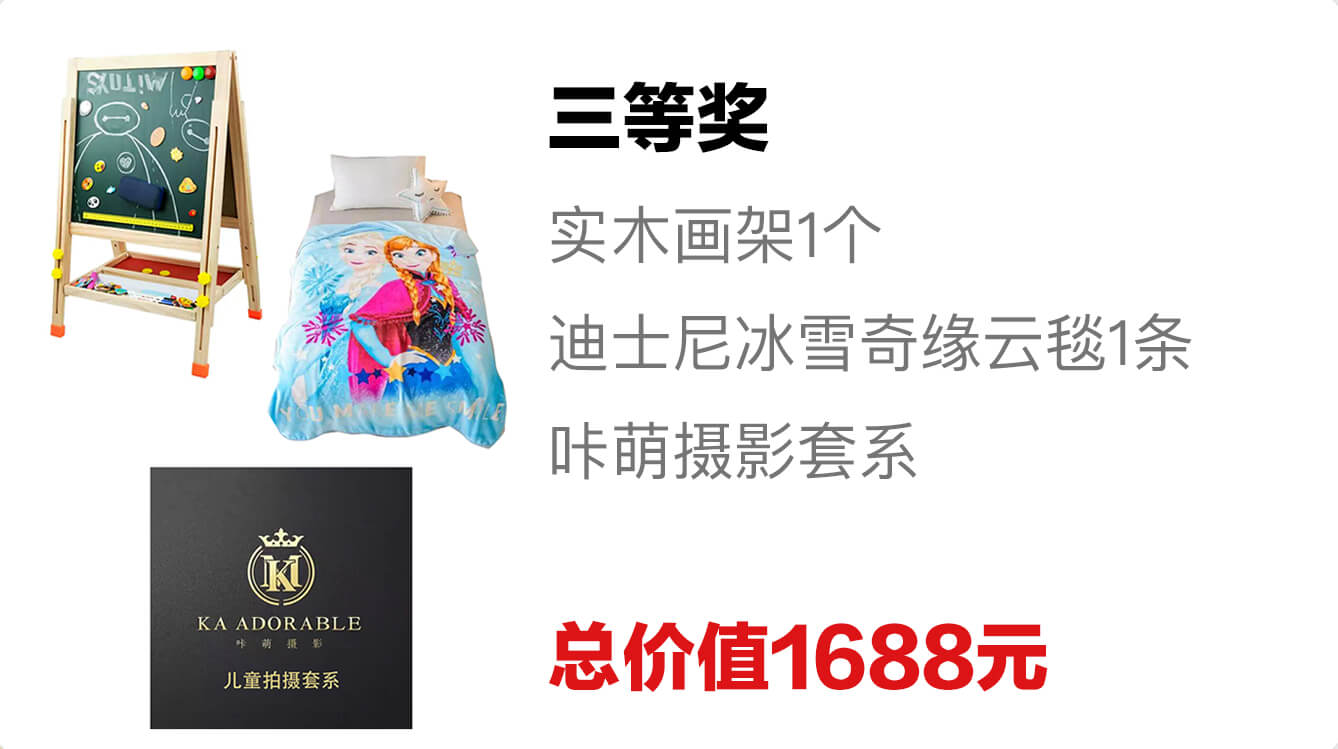 MiTOYS
三等奖
实木画架1个
迪士尼冰雪奇缘云毯1条
咔萌摄影套系
总价值1688元
KA ADORABLE
咔萌摄影
儿童拍摄套系